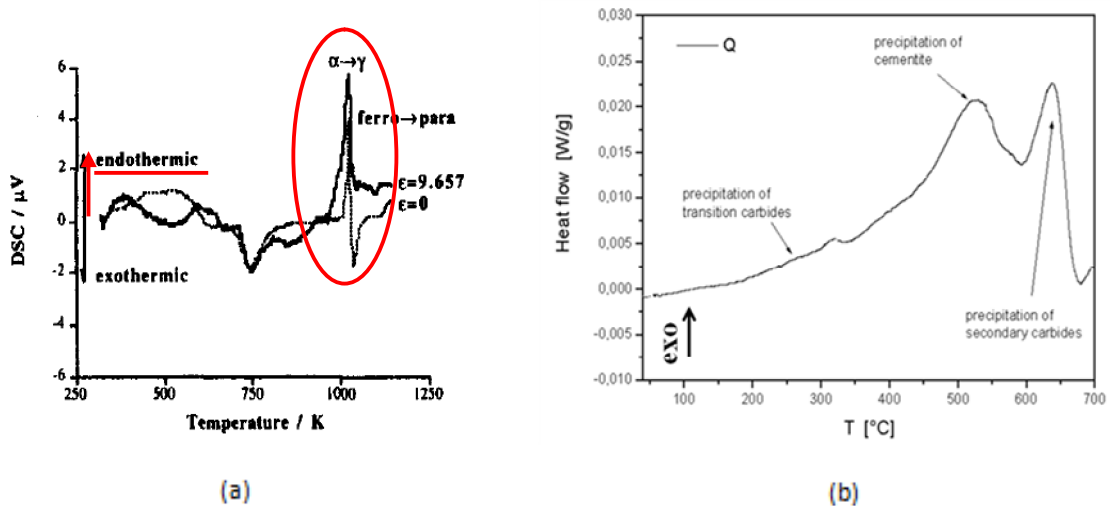 6
4
2
0
-2
-4
-6
DSC / μV
endothermic
exothermic
α→γ
ferro→para
ε=9.657
ε=0
250
500
750
1000
1250
Temperature / K
(a)
0,035
0,030
0,025
0,020
0,015
0,010
0,005
0,000
-0,005
-0,010
Heat flow [W/g]
Q
precipitation of
cementite
precipitation of
transition carbides
precipitation of
secondary carbides
exo
100
200
300
400
500
600
700
T [°C]
(b)